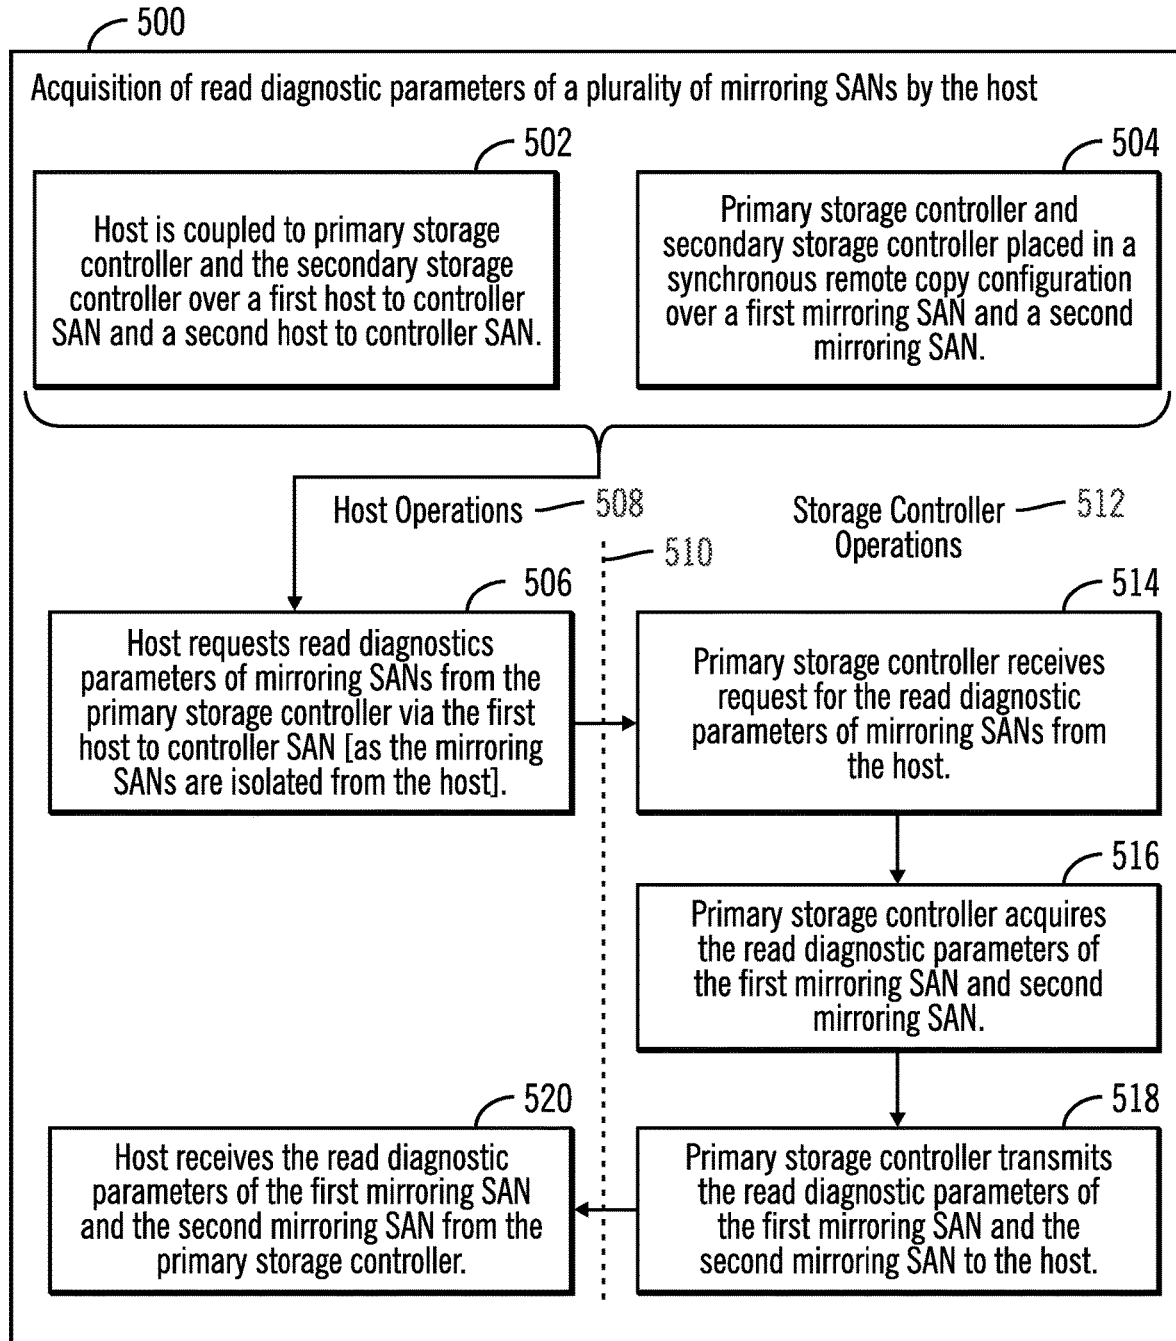 500
Acquisition of read diagnostic parameters of a plurality of mirroring SANs by the host
502
Host is coupled to primary storage
controller and the secondary storage
controller over a first host to controller
SAN and a second host to controller SAN.
504
Primary storage controller and
secondary storage controller placed in a
synchronous remote copy configuration
over a first mirroring SAN and a second
mirroring SAN.
Host Operations 508
Storage Controller 512
Operations
510
506
Host requests read diagnostics
parameters of mirroring SANs from the
primary storage controller via the first
host to controller SAN [as the mirroring
SANs are isolated from the host].
514
Primary storage controller receives
request for the read diagnostic
parameters of mirroring SANs from
the host.
516
Primary storage controller acquires
the read diagnostic parameters of
the first mirroring SAN and second
mirroring SAN.
518
Primary storage controller transmits
the read diagnostic parameters of
the first mirroring SAN and the
second mirroring SAN to the host.
520
Host receives the read diagnostic
parameters of the first mirroring SAN
and the second mirroring SAN from the
primary storage controller.